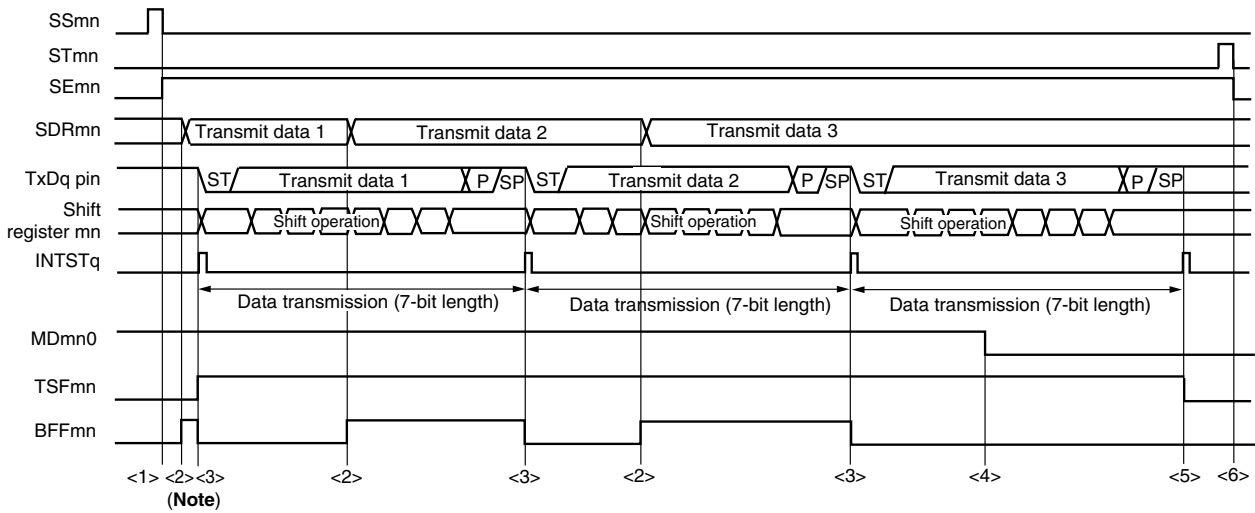 SSmn
STmn
SEmn
SDRmn Transmit data 1 Transmit data 2 Transmit data 3
TxDq pin ST Transmit data 1 P SP ST Transmit data 2 P SP ST Transmit data 3 P SP
Shift
register mn Shift operation Shift operation Shift operation
INTSTq
Data transmission (7-bit length) Data transmission (7-bit length) Data transmission (7-bit length)
MDmn0
TSFmn
BFFmn
<1> <2> <3> <2> <3> <2> <3> <4> <5> <6>
(Note)